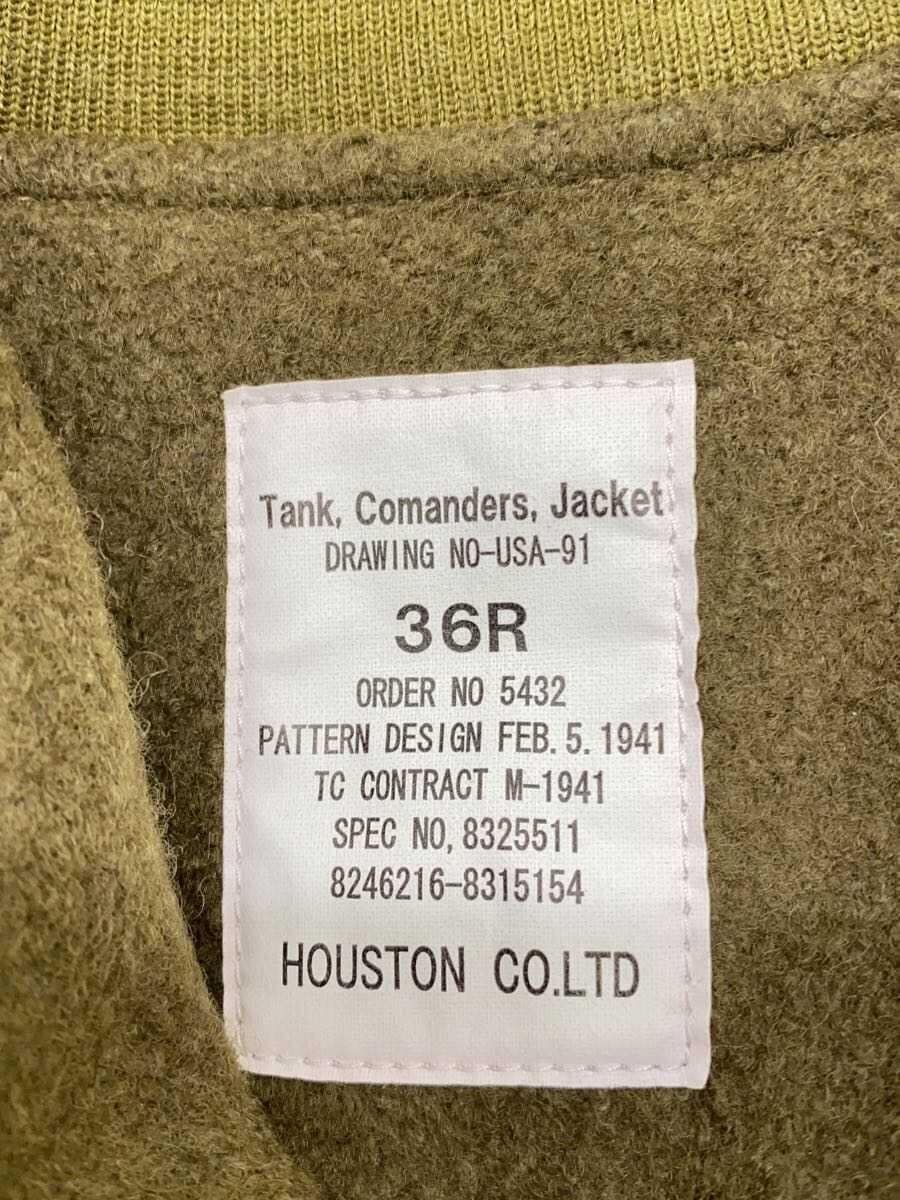 Tank, Comanders, Jacket
DRAWING NO-USA-91
36R
ORDER NO 5432
PATTERN DESIGN FEB. 5. 1941
TC CONTRACT M-1941
SPEC NO, 8325511
8246216-8315154
HOUSTON CO.LTD